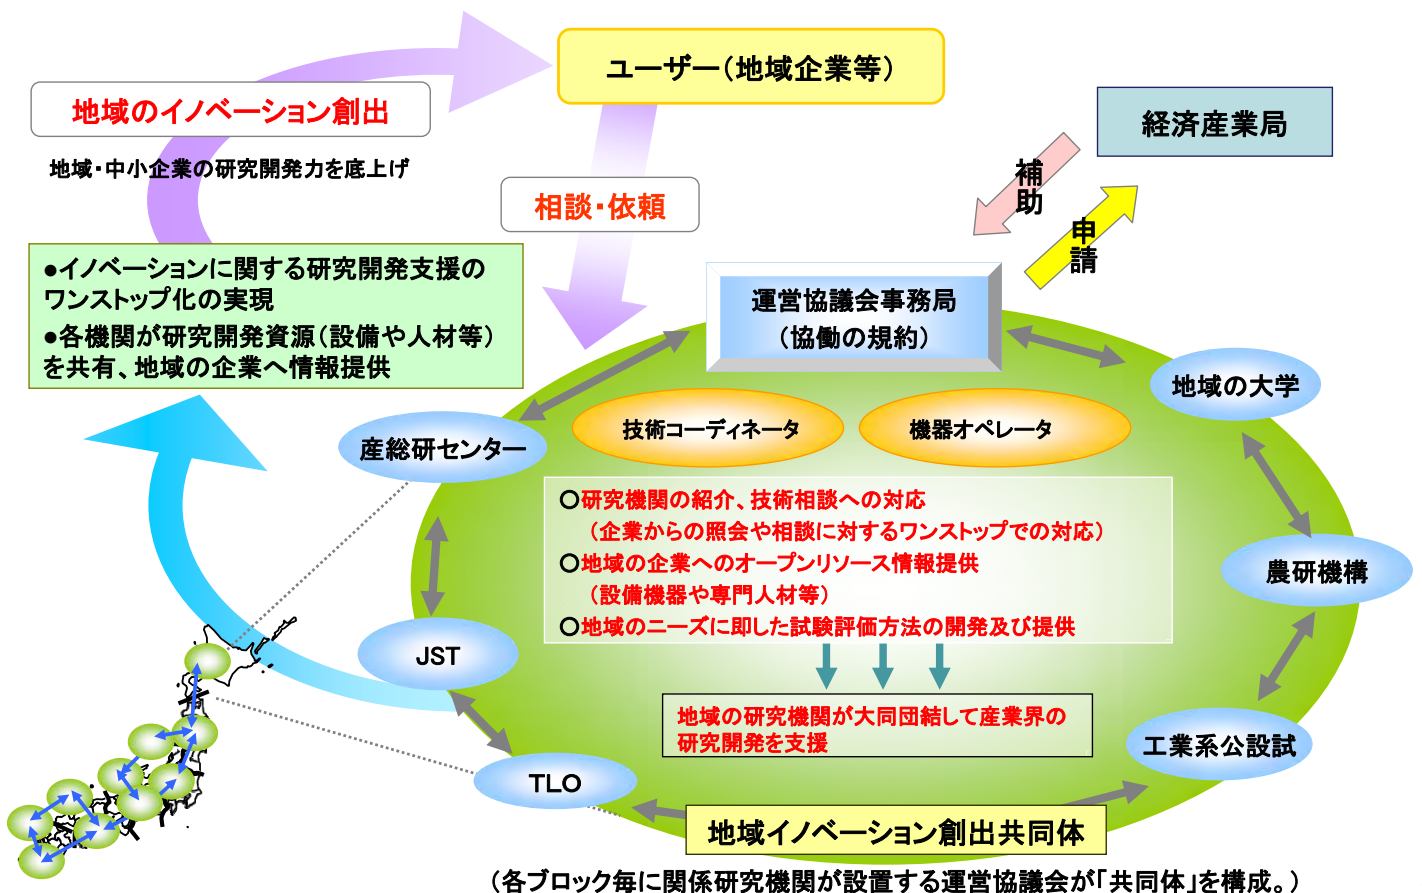 ユーザー（地域企業等）
地域のイノベーション創出
経済産業局
地域・中小企業の研究開発力を底上げ
補助
相談・依頼
申請
●イノベーションに関する研究開発支援の
ワンストップ化の実現
●各機関が研究開発資源（設備や人材等）
を共有、地域の企業へ情報提供
運営協議会事務局
（協働の規約）
地域の大学
技術コーディネータ
機器オペレータ
産総研センター
○研究機関の紹介、技術相談への対応
（企業からの照会や相談に対するワンストップでの対応）
○地域の企業へのオープンリソース情報提供
（設備機器や専門人材等）
○地域のニーズに即した試験評価方法の開発及び提供
農研機構
JST
地域の研究機関が大同団結して産業界の
研究開発を支援
工業系公設試
TLO
地域イノベーション創出共同体
（各ブロック毎に関係研究機関が設置する運営協議会が「共同体」を構成。）